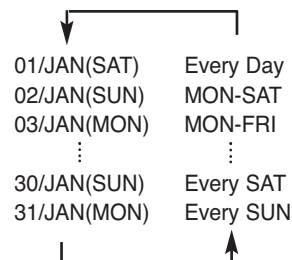 01/JAN(SAT) Every Day
02/JAN(SUN) MON-SAT
03/JAN(MON) MON-FRI
30/JAN(SUN) Every SAT
31/JAN(MON) Every SUN